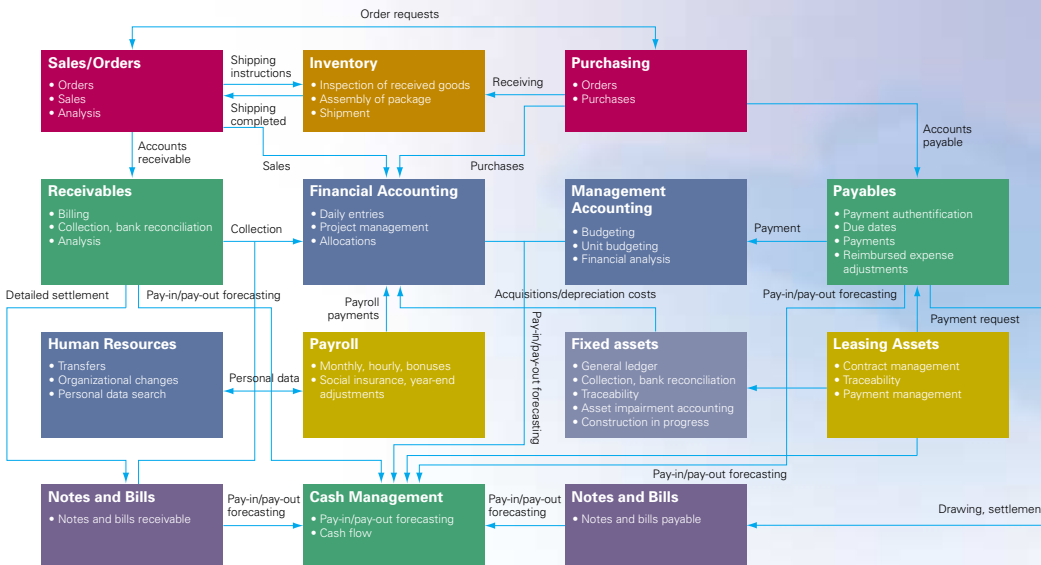 Order requests
Sales/Orders
• Orders
• Sales
• Analysis
Shipping
instructions
Shipping
completed
Inventory
• Inspection of received goods
• Assembly of package
• Shipment
Receiving
Purchasing
• Orders
• Purchases
Accounts
receivable
Sales
Purchases
Accounts
payable
Receivables
• Billing
• Collection, bank reconciliation
• Analysis
Collection
Financial Accounting
• Daily entries
• Project management
• Allocations
Management
Accounting
• Budgeting
• Unit budgeting
• Financial analysis
Payment
Payables
• Payment authentification
• Due dates
• Payments
• Reimbursed expense
adjustments
Detailed settlement
Pay-in/pay-out forecasting
Payroll
payments
Acquisitions/depreciation costs
Pay-in/pay-out forecasting
Payment request
Pay-in/pay-out forecasting
Human Resources
• Transfers
• Organizational changes
• Personal data search
Personal data
Payroll
• Monthly, hourly, bonuses
• Social insurance, year-end
adjustments
Fixed assets
• General ledger
• Collection, bank reconciliation
• Traceability
• Asset impairment accounting
• Construction in progress
Leasing Assets
• Contract management
• Traceability
• Payment management
Pay-in/pay-out forecasting
Notes and Bills
• Notes and bills receivable
Pay-in/pay-out
forecasting
Cash Management
• Pay-in/pay-out forecasting
• Cash flow
Pay-in/pay-out
forecasting
Notes and Bills
• Notes and bills payable
Drawing, settlemen